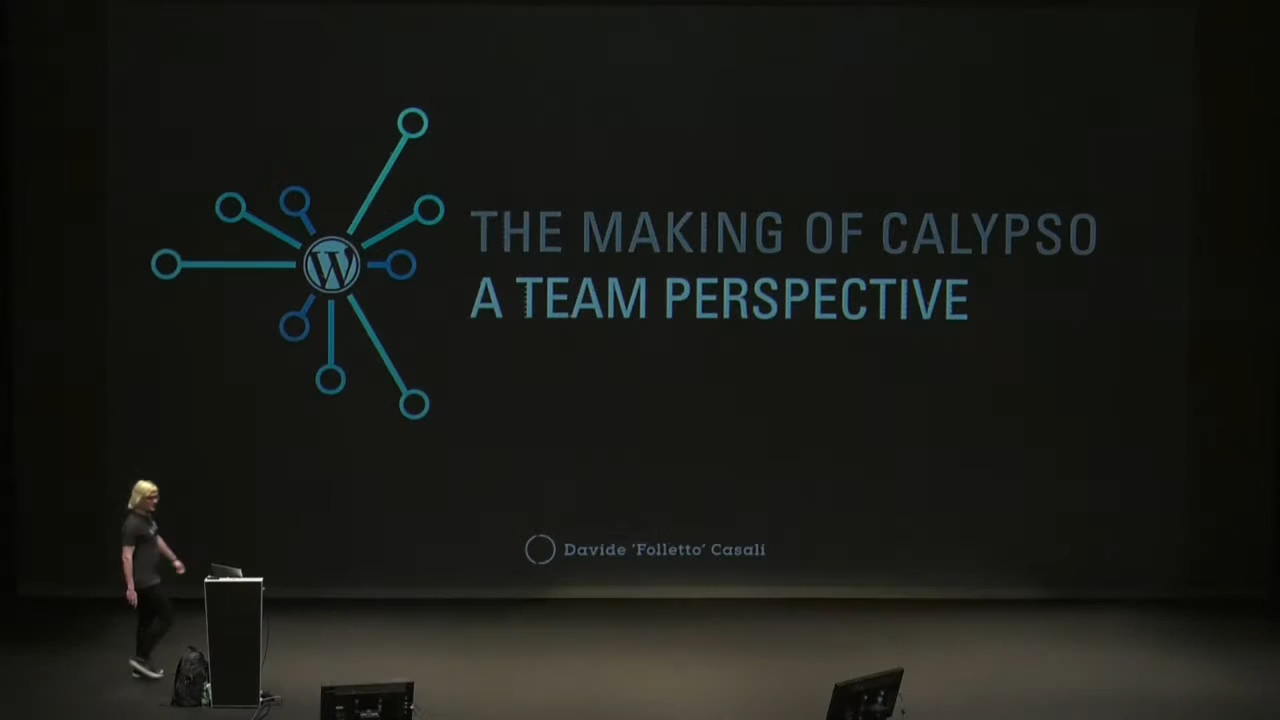 THE MAKING OF CALYPSO
A TEAM PERSPECTIVE
Davide ‘Folletto’ Casali